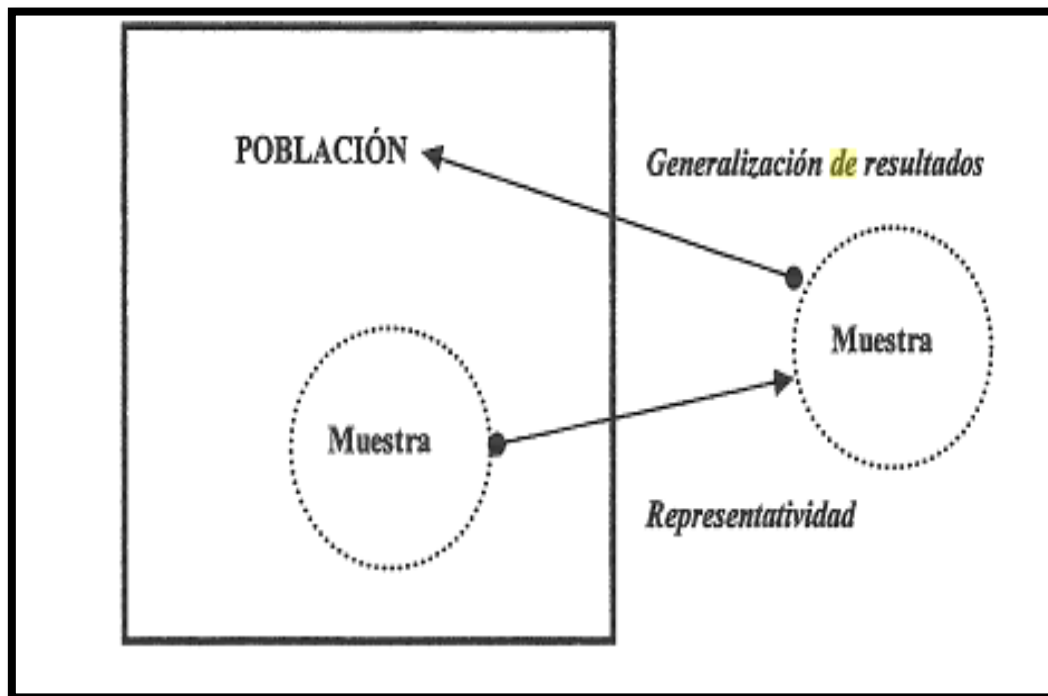 POBLACIÓN
Generalización de resultados
Muestra
Muestra
Representatividad